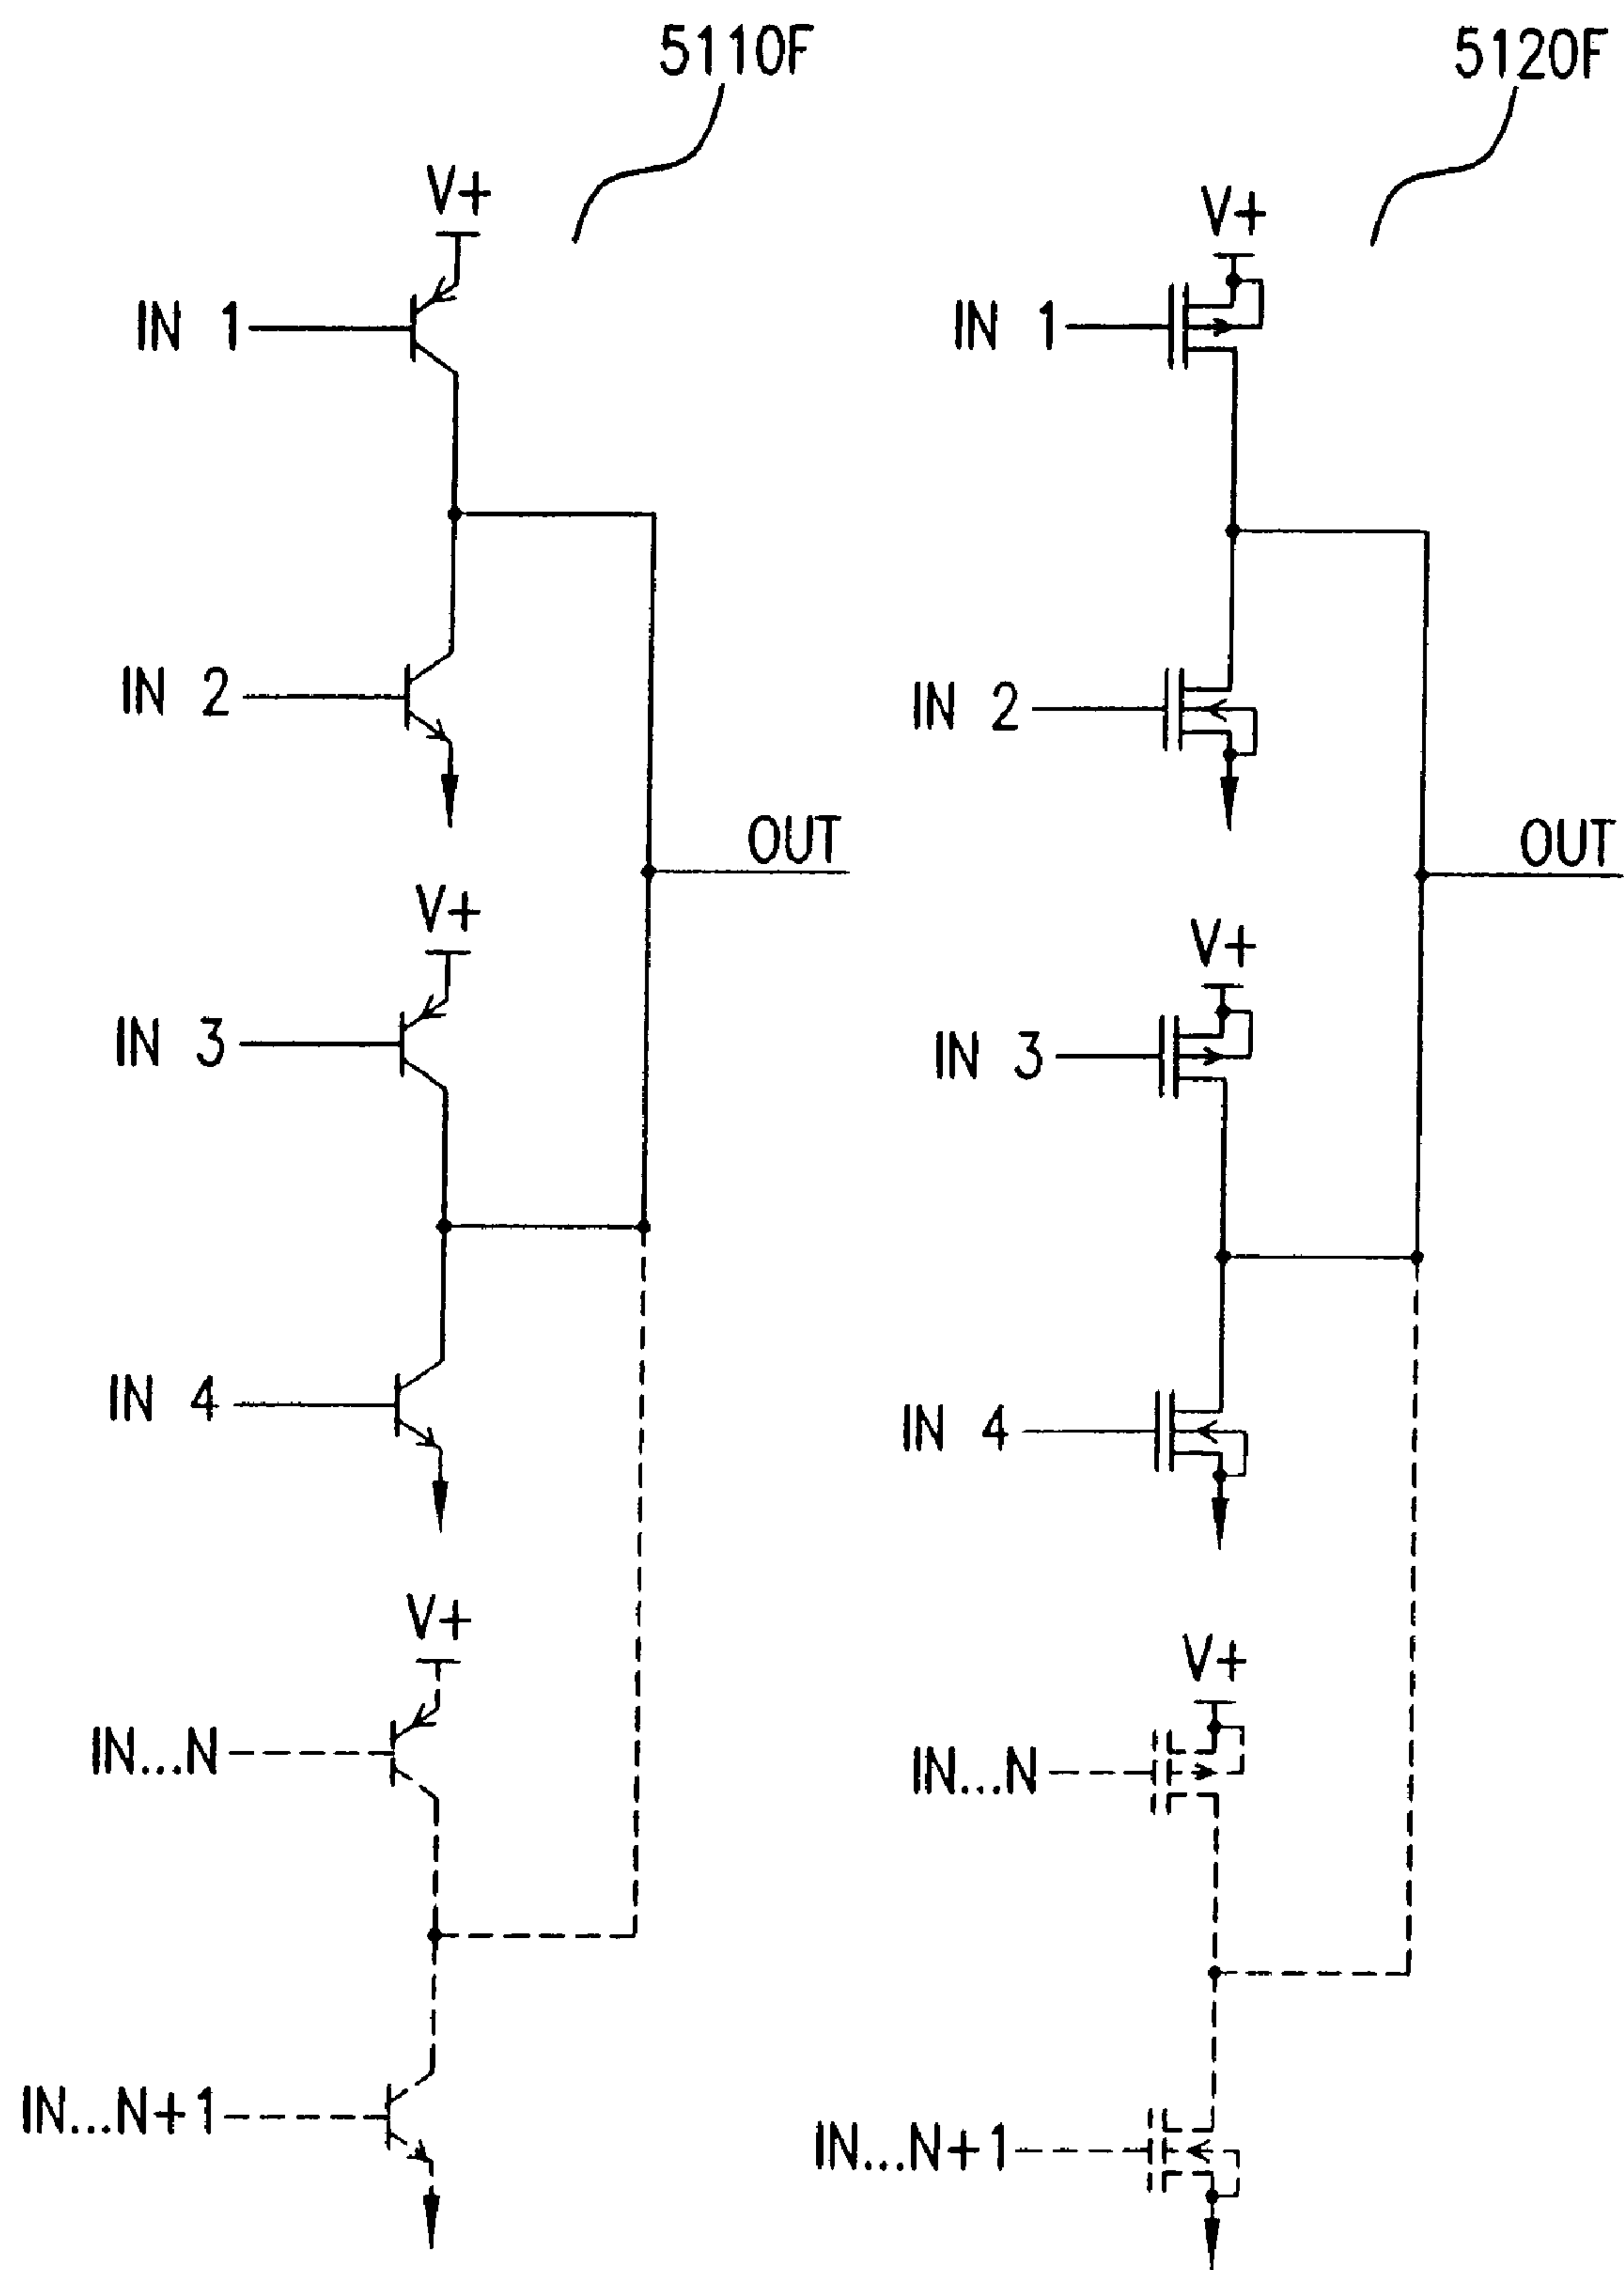 5110F
5120F
V+
V+
IN 1
IN 1
IN 2
IN 2
OUT
OUT
V+
V+
IN 3
IN 3
IN 4
IN 4
V+
V+
IN...N
IN...N
IN...N+1
IN...N+1